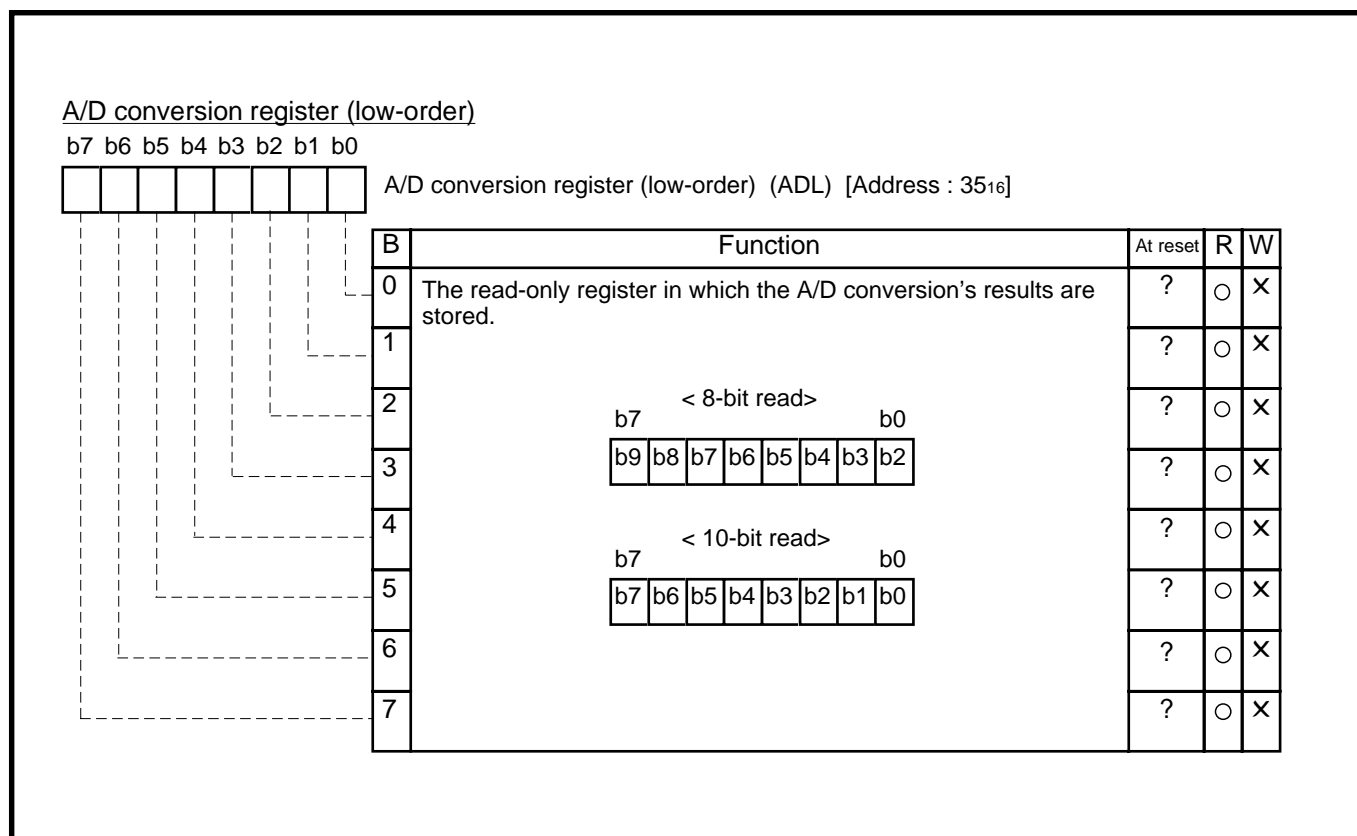 A/D conversion register (low-order)
b7 b6 b5 b4 b3 b2 b1 b0
A/D conversion register (low-order) (ADL) [Address : 3516]
B Function At reset R W
0 The read-only register in which the A/D conversion's results are stored. ? ○ ×
1 ? ○ ×
2 ? ○ ×
< 8-bit read>
b7 b0
b9 b8 b7 b6 b5 b4 b3 b2
3 ? ○ ×
4 ? ○ ×
< 10-bit read>
b7 b0
b7 b6 b5 b4 b3 b2 b1 b0
5 ? ○ ×
6 ? ○ ×
7 ? ○ ×